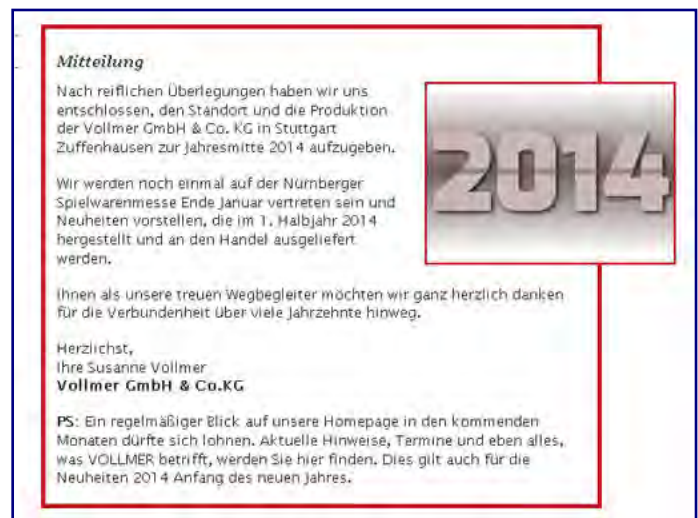 Mitteilung
Nach reiflichen Überlegungen haben wir uns
entschlossen, den Standort und die Produktion
der Vollmer GmbH & Co. KG in Stuttgart
Zuffenhausen zur Jahresmitte 2014 aufzugeben.
2014
Wir werden noch einmal auf der Nürnberger
Spielwarenmesse Ende Januar vertreten sein und
Neuheiten vorstellen, die im 1. Halbjahr 2014
hergestellt und an den Handel ausgeliefert
werden.
Ihnen als unsere treuen Wegbegleiter möchten wir ganz herzlich danken
für die Verbundenheit über viele Jahrzehnte hinweg.
Herzlichst,
Ihre Susanne Vollmer
Vollmer GmbH & Co.KG
PS: Ein regelmäßiger Blick auf unsere Homepage in den kommenden
Monaten dürfte sich lohnen. Aktuelle Hinweise, Termine und eben alles,
was VOLLMER betrifft, werden Sie hier finden. Dies gilt auch für die
Neuheiten 2014 Anfang des neuen Jahres.